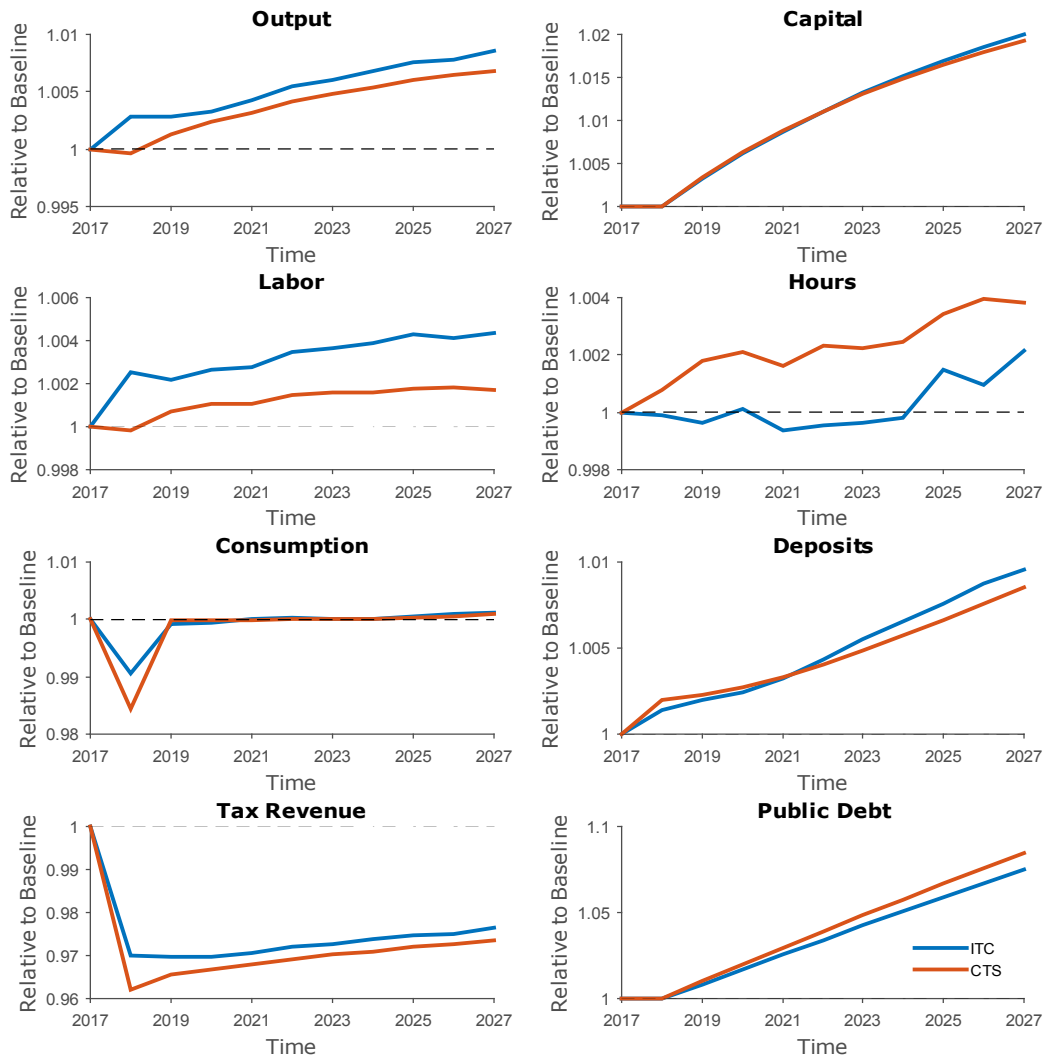 Output
Relative to Baseline
1.01
1.005
1
0.995
2017 2019 2021 2023 2025 2027
Time
Capital
Relative to Baseline
1.02
1.015
1.01
1.005
1
2017 2019 2021 2023 2025 2027
Time
Labor
Relative to Baseline
1.006
1.004
1.002
1
0.998
2017 2019 2021 2023 2025 2027
Time
Hours
Relative to Baseline
1.004
1.002
1
0.998
2017 2019 2021 2023 2025 2027
Time
Consumption
Relative to Baseline
1.01
1
0.99
0.98
2017 2019 2021 2023 2025 2027
Time
Deposits
Relative to Baseline
1.01
1.005
1
2017 2019 2021 2023 2025 2027
Time
Tax Revenue
Relative to Baseline
1
0.99
0.98
0.97
0.96
2017 2019 2021 2023 2025 2027
Time
Public Debt
Relative to Baseline
1.1
1.05
1
2017 2019 2021 2023 2025 2027
Time
ITC
CTS